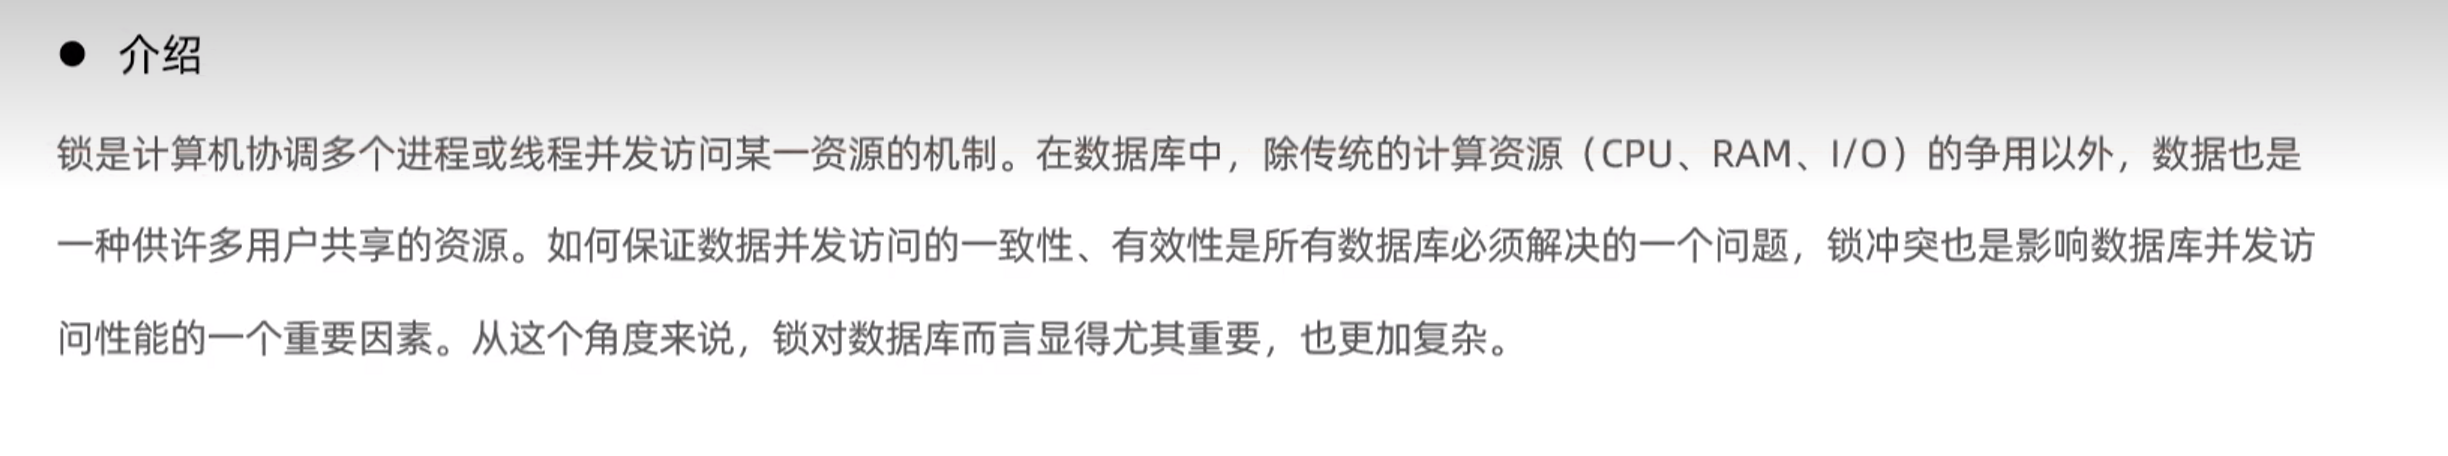 ● 介绍
锁是计算机协调多个进程或线程并发访问某一资源的机制。在数据库中，除传统的计算资源（CPU、RAM、I/O）的争用以外，数据也是
一种供许多用户共享的资源。如何保证数据并发访问的一致性、有效性是所有数据库必须解决的一个问题，锁冲突也是影响数据库并发访
问性能的一个重要因素。从这个角度来说，锁对数据库而言显得尤其重要，也更加复杂。